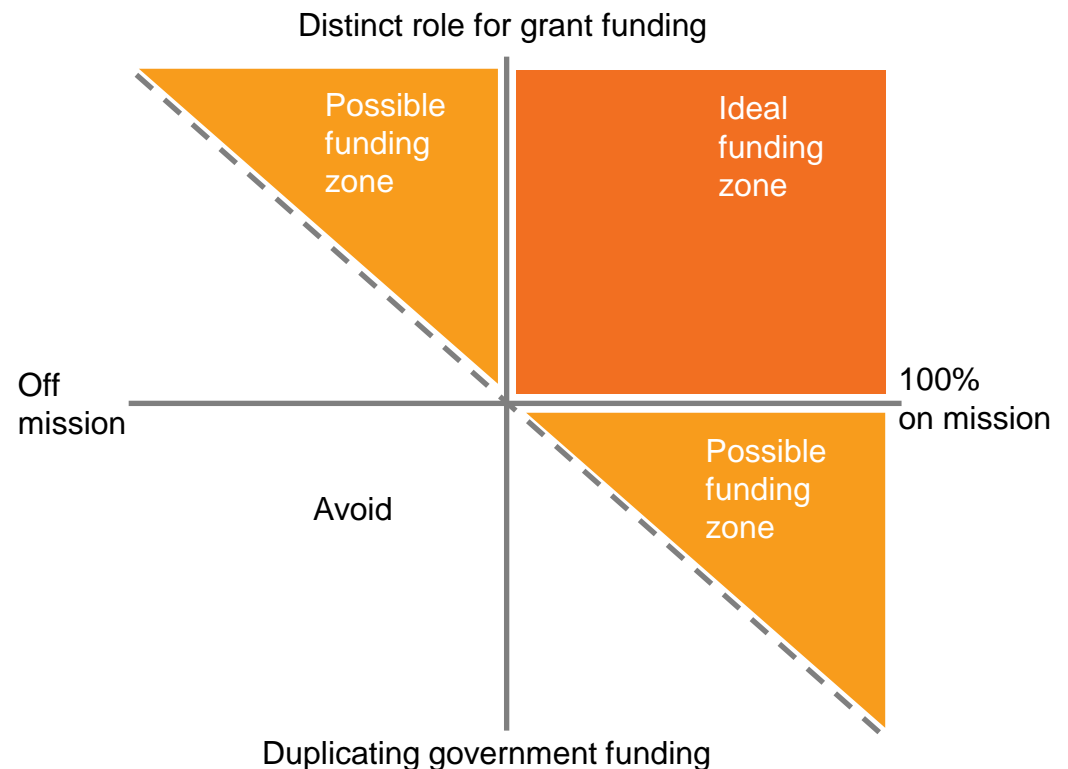 Distinct role for grant funding
Possible
funding
zone
Ideal
funding
zone
Off
mission
100%
on mission
Possible
funding
zone
Avoid
Duplicating government funding